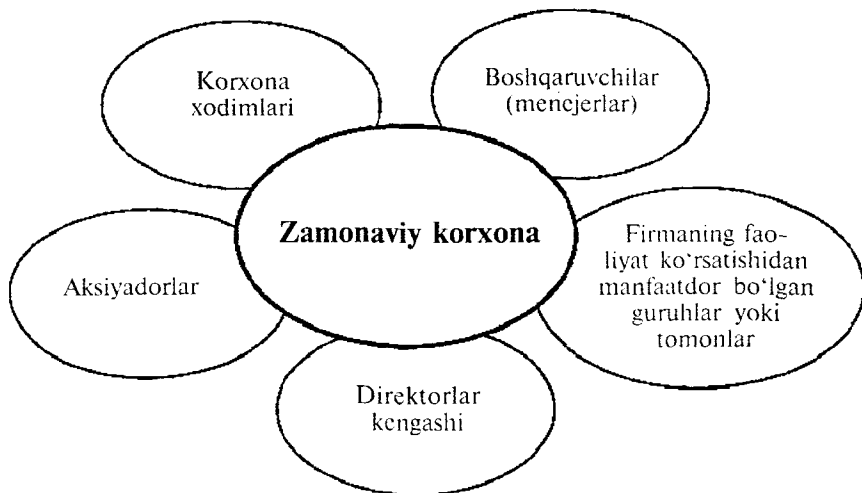 Korxona
xodimlari
Boshqaruvchilar
(menejerlar)
Zamonaviy korxona
Aksiyadorlar
Firmaning fao-
liyat ko‘rsatishidan
manfaatdor bo‘lgan
guruhlar yoki
tomonlar
Direktorlar
kengashi